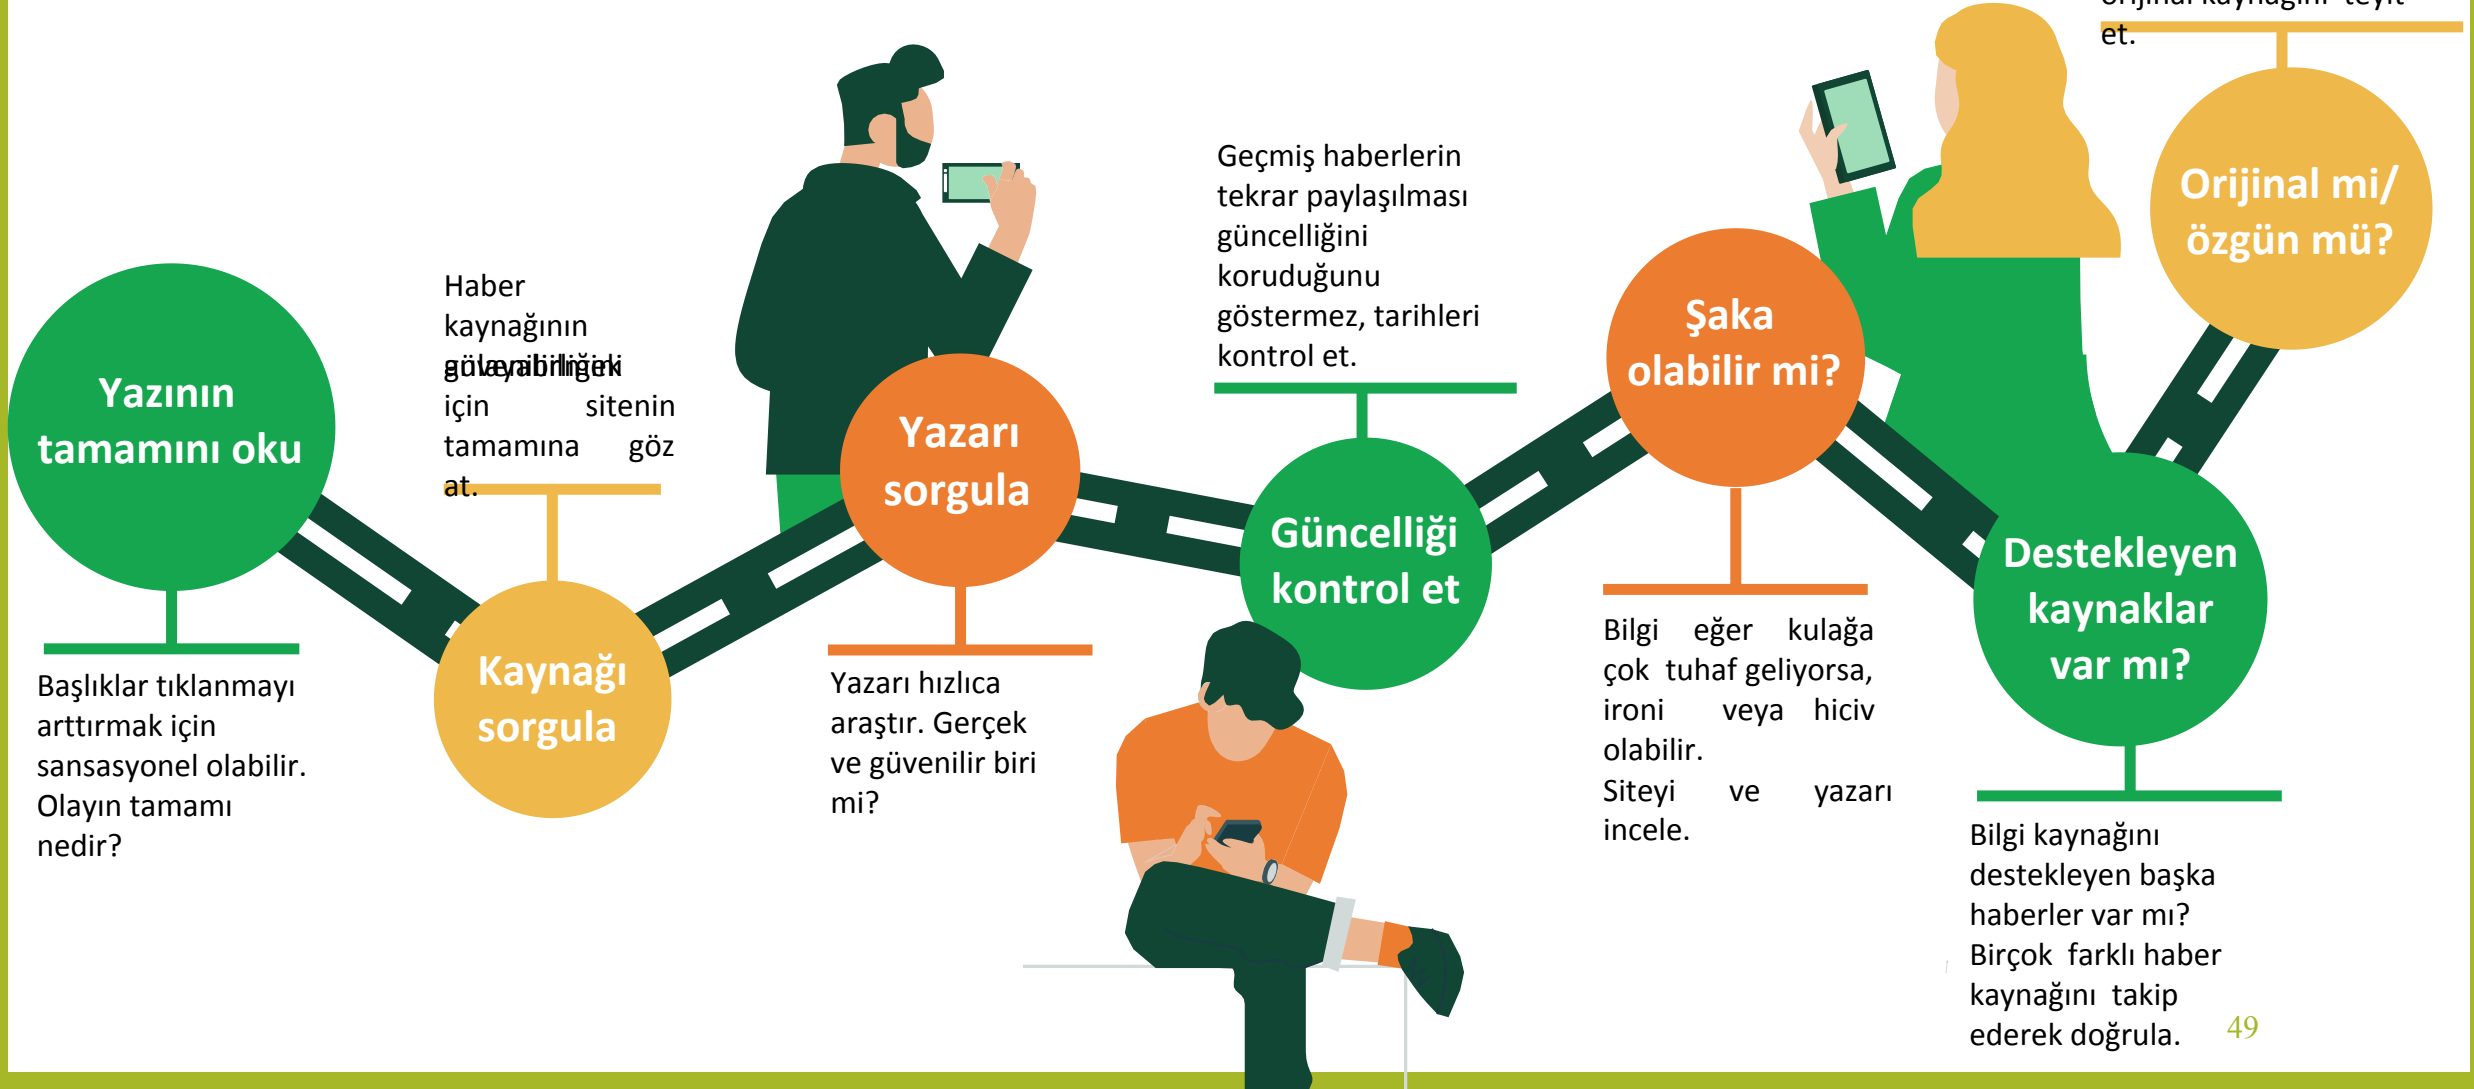 Yazının
tamamını oku
Başlıklar tıklanmayı
arttırmak için
sansasyonel olabilir.
Olayın tamamı
nedir?
Haber
kaynağının
için sitenin
tamamına göz
at.
Kaynağı
sorgula
Yazarı
sorgula
Yazarı hızlıca
araştır. Gerçek
ve güvenilir biri
mi?
Geçmiş haberlerin
tekrar paylaşılması
güncelliğini
koruduğunu
göstermez, tarihleri
kontrol et.
Güncelliği
kontrol et
Şaka
olabilir mi?
Bilgi eğer kulağa
çok tuhaf geliyorsa,
ironi veya hiciv
olabilir.
Siteyi ve yazarı
incele.
Destekleyen
kaynaklar
var mı?
Bilgi kaynağını
destekleyen başka
haberler var mı?
Birçok farklı haber
kaynağını takip
ederek doğrula.
orijinal kaynağını teyit
et.
Orijinal mi/
özgün mü?
49